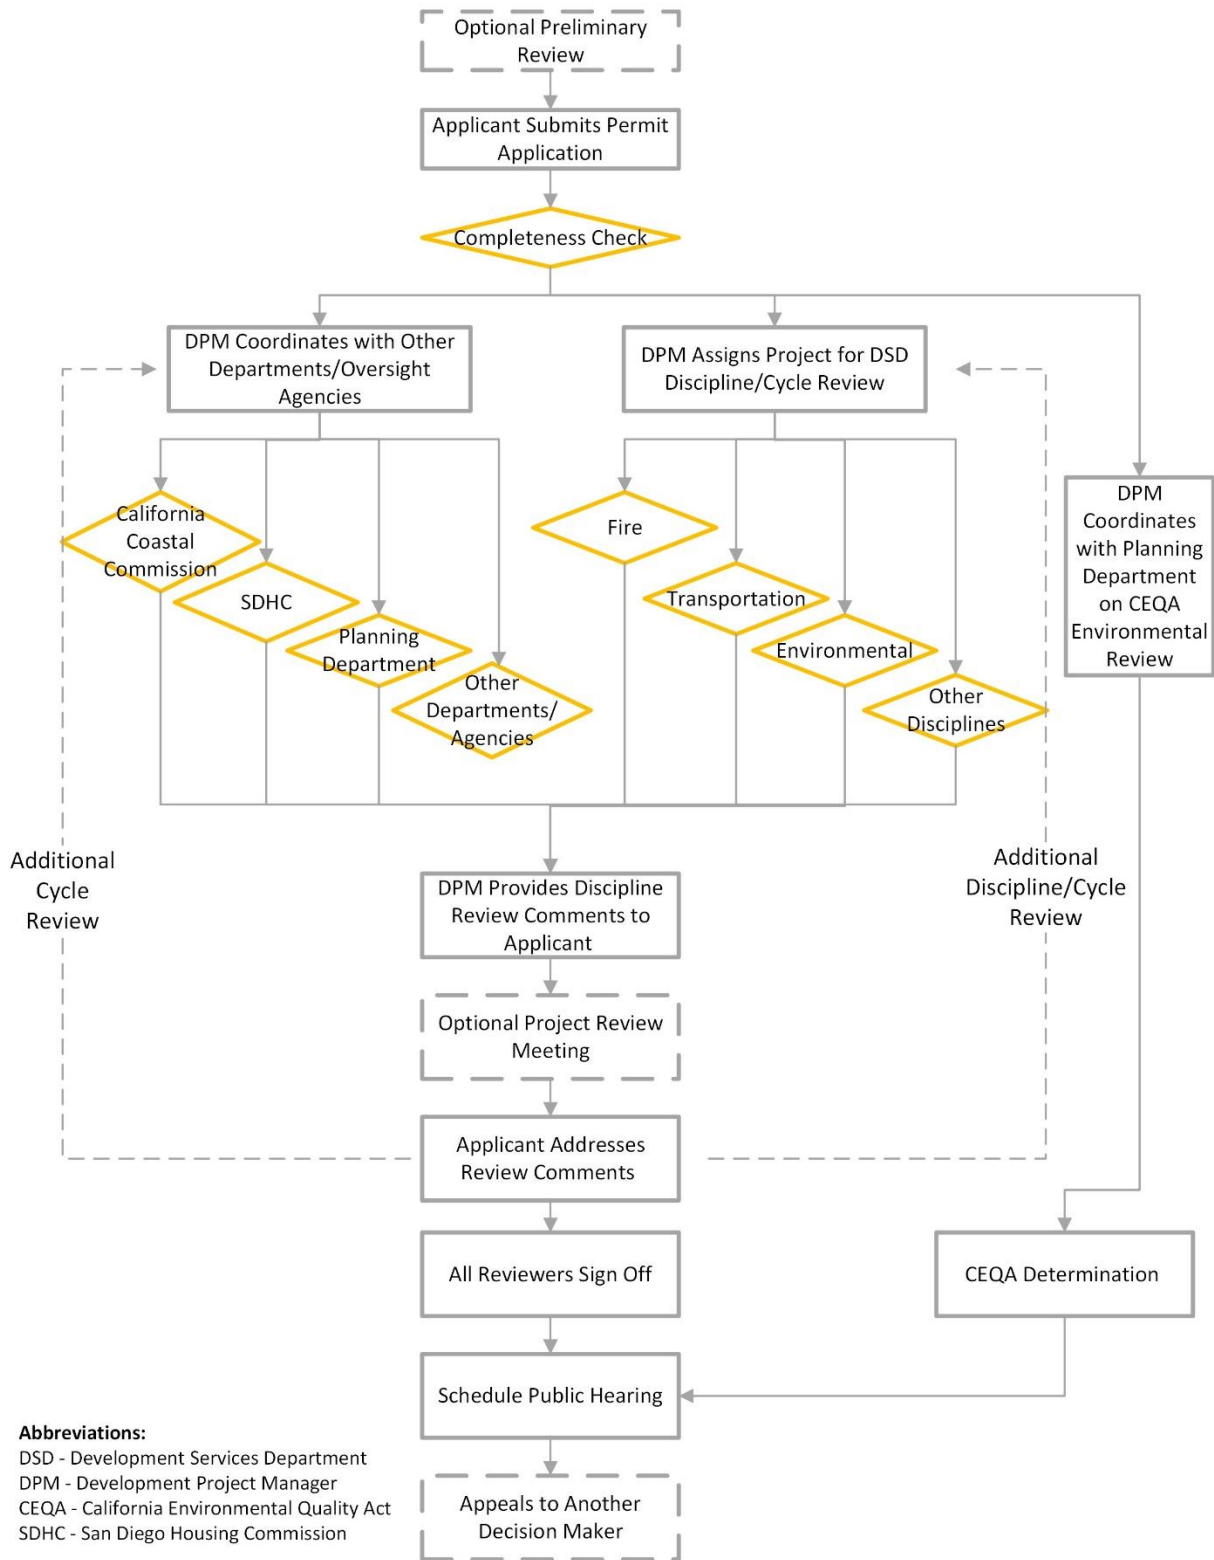 Optional Preliminary
Review
Applicant Submits Permit
Application
Completeness Check
DPM Coordinates with Other
Departments/Oversight
Agencies
DPM Assigns Project for DSD
Discipline/Cycle Review
California
Coastal
Commission
SDHC
Planning
Department
Other
Departments/
Agencies
Fire
Transportation
Environmental
Other
Disciplines
DPM
Coordinates
with Planning
Department
on CEQA
Environmental
Review
Additional
Cycle
Review
DPM Provides Discipline
Review Comments to
Applicant
Additional
Discipline/Cycle
Review
Optional Project Review
Meeting
Applicant Addresses
Review Comments
All Reviewers Sign Off
CEQA Determination
Schedule Public Hearing
Appeals to Another
Decision Maker
Abbreviations:
DSD - Development Services Department
DPM - Development Project Manager
CEQA - California Environmental Quality Act
SDHC - San Diego Housing Commission